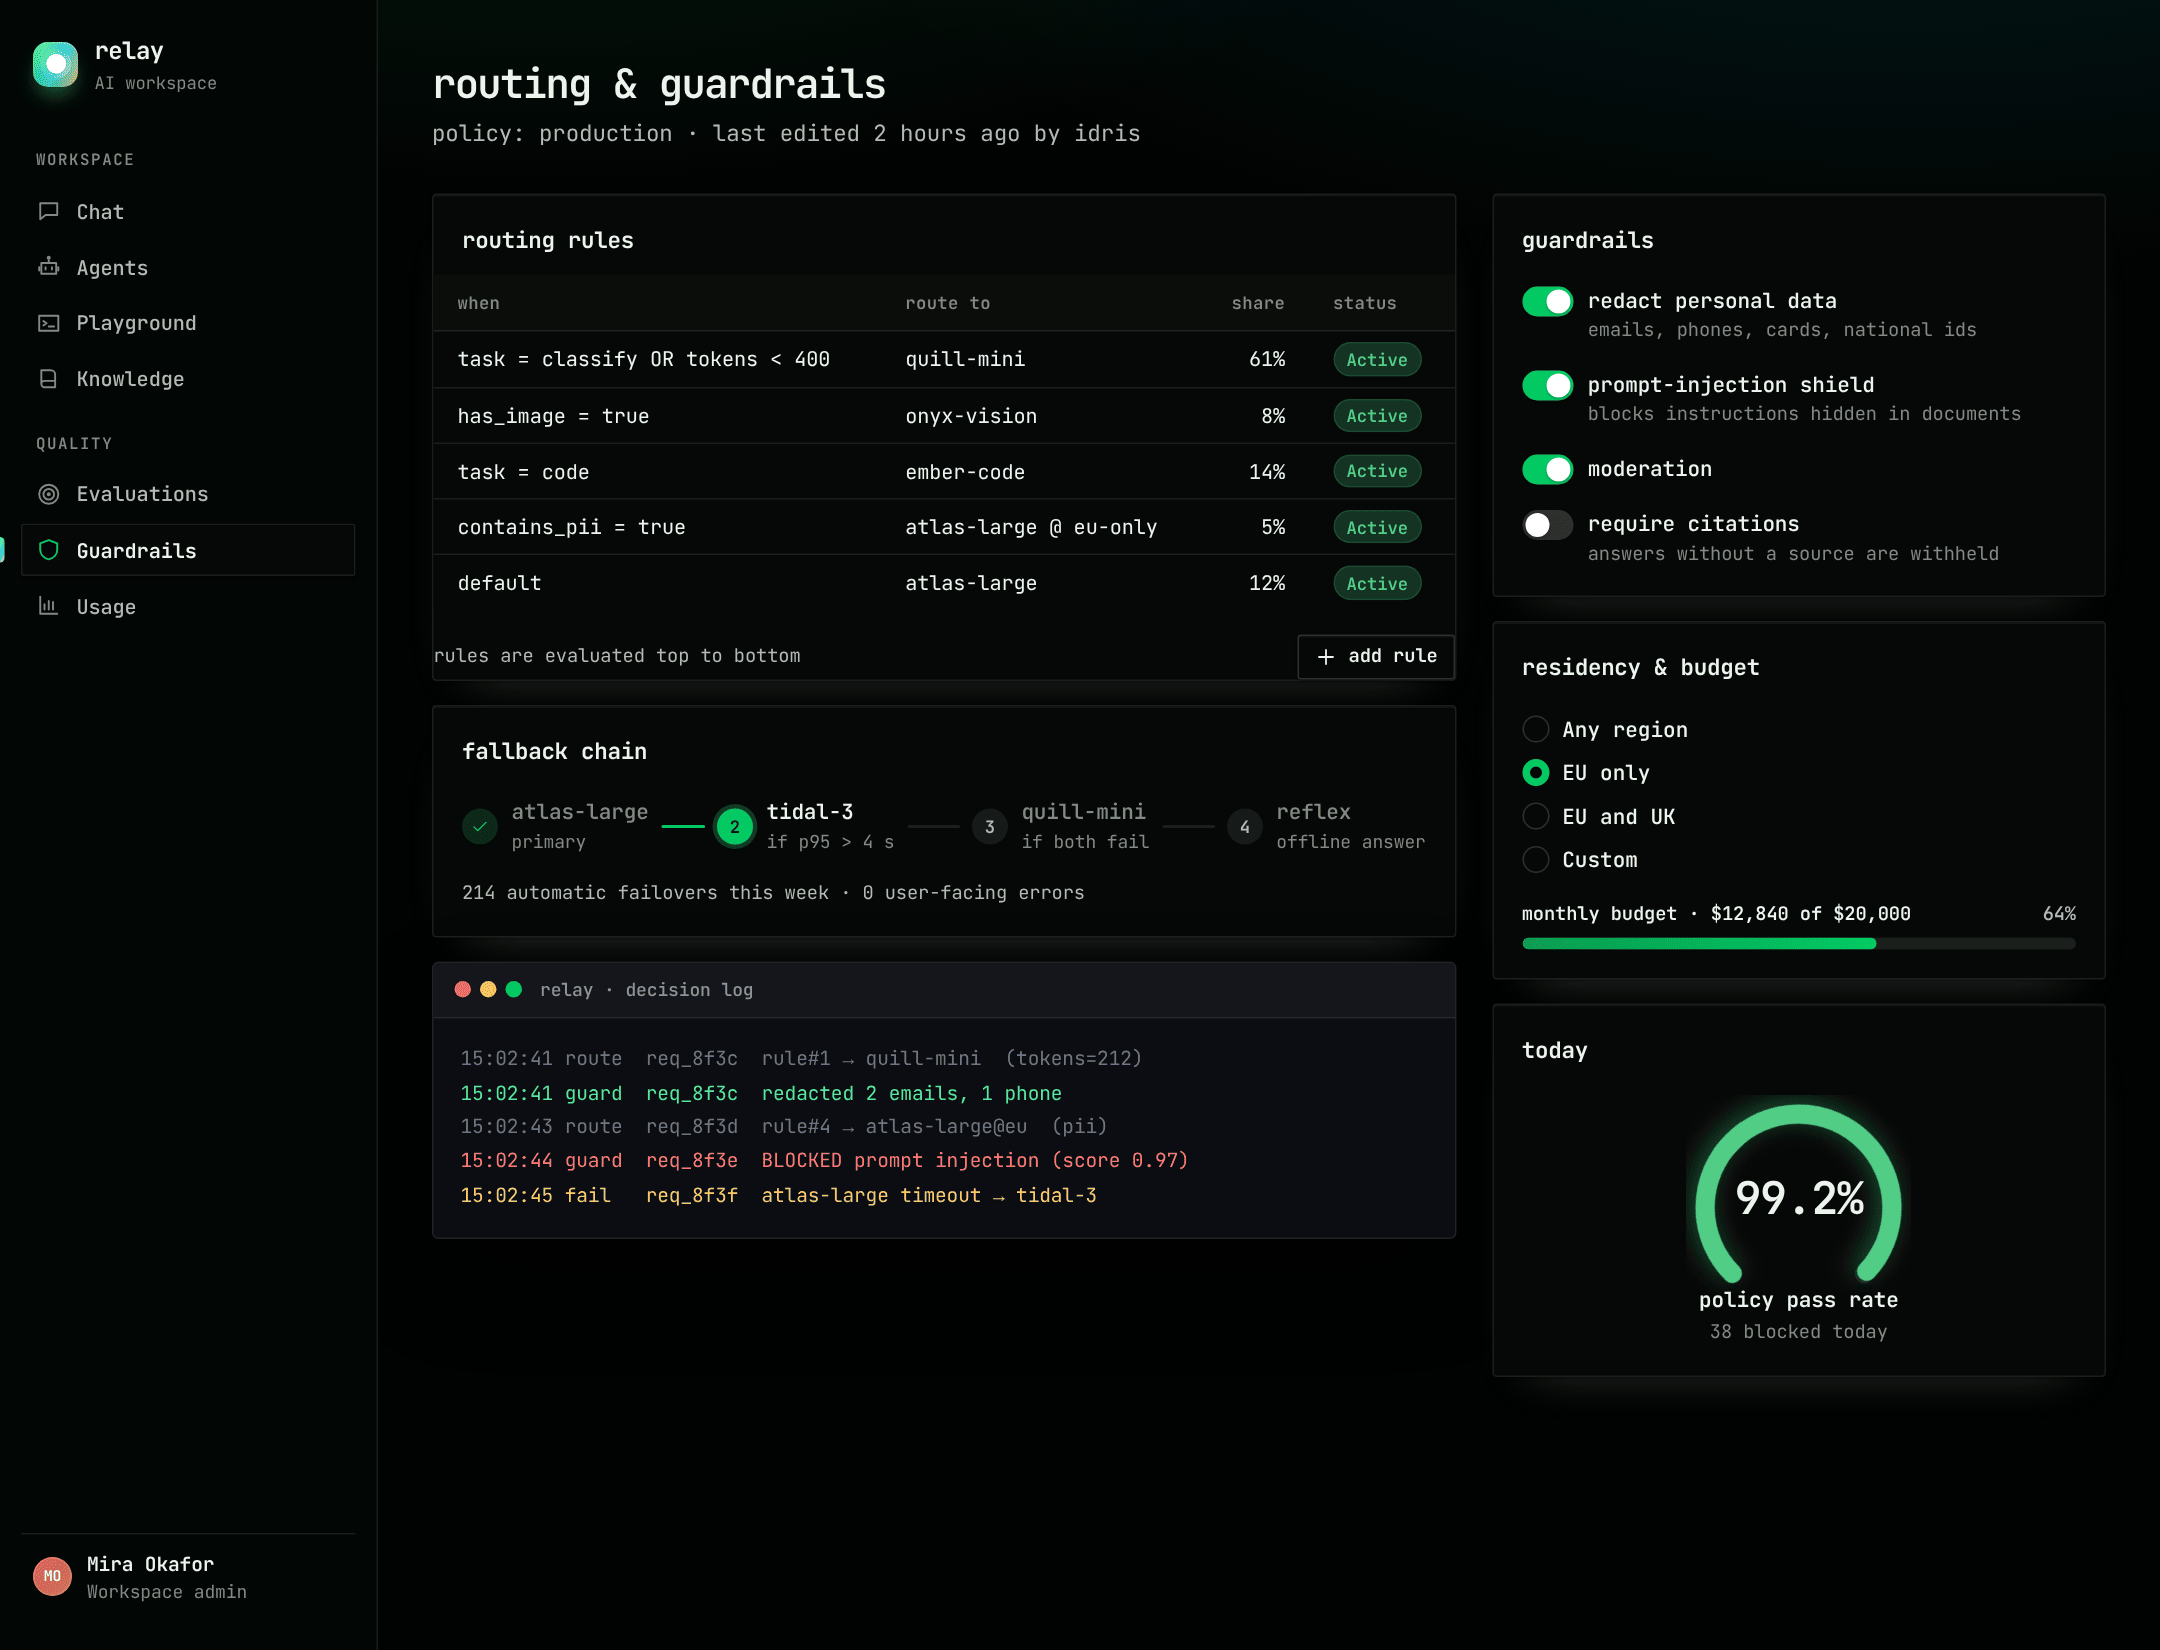 relay
AI workspace
WORKSPACE
Chat
Agents
Playground
Knowledge
QUALITY
Evaluations
Guardrails
Usage
MO
Mira Okafor
Workspace admin
routing & guardrails
policy: production · last edited 2 hours ago by idris
routing rules
when route to share status
task = classify OR tokens < 400 quill-mini 61% Active
has_image = true onyx-vision 8% Active
task = code ember-code 14% Active
contains_pii = true atlas-large @ eu-only 5% Active
default atlas-large 12% Active
rules are evaluated top to bottom
+ add rule
fallback chain
atlas-large
primary
2
tidal-3
if p95 > 4 s
3
quill-mini
if both fail
4
reflex
offline answer
214 automatic failovers this week · 0 user-facing errors
relay · decision log
15:02:41 route req_8f3c rule#1 → quill-mini (tokens=212)
15:02:41 guard req_8f3c redacted 2 emails, 1 phone
15:02:43 route req_8f3d rule#4 → atlas-large@eu (pii)
15:02:44 guard req_8f3e BLOCKED prompt injection (score 0.97)
15:02:45 fail req_8f3f atlas-large timeout → tidal-3
guardrails
redact personal data
emails, phones, cards, national ids
prompt-injection shield
blocks instructions hidden in documents
moderation
require citations
answers without a source are withheld
residency & budget
Any region
EU only
EU and UK
Custom
monthly budget · $12,840 of $20,000 64%
today
99.2%
policy pass rate
38 blocked today